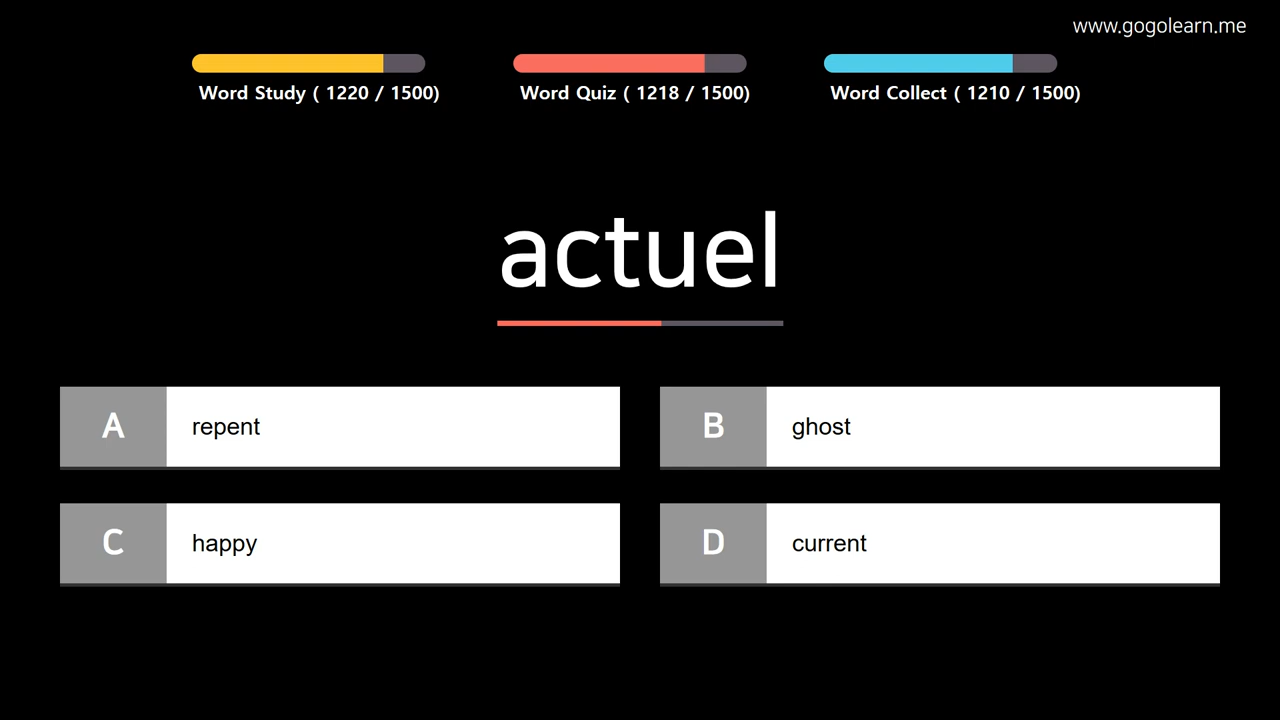 www.gogolearn.me
Word Study ( 1220 / 1500)
Word Quiz ( 1218 / 1500)
Word Collect ( 1210 / 1500)
actuel
A repent
B ghost
C happy
D current